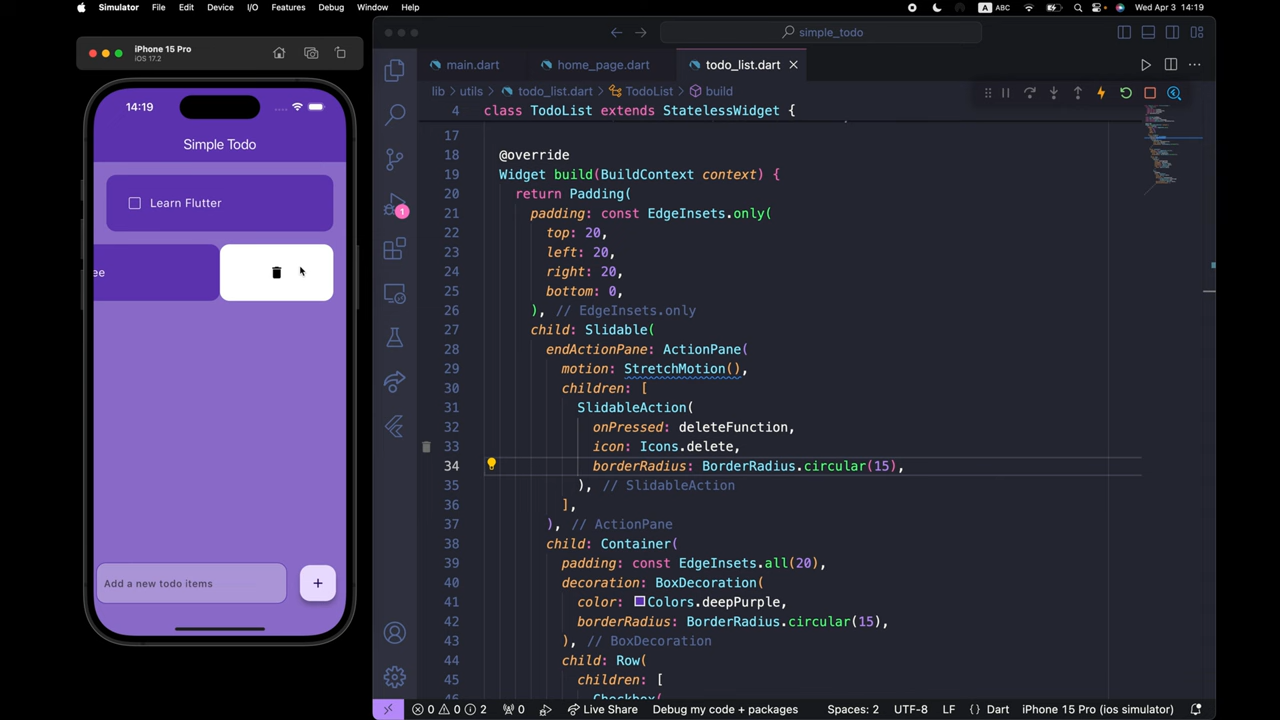 Simulator File Edit Device I/O Features Debug Window Help A ABC Wed Apr 3 14:19
iPhone 15 Pro
iOS 17.2
14:19
Simple Todo
Learn Flutter
ee
Add a new todo items
+
simple_todo
main.dart home_page.dart todo_list.dart
lib > utils > todo_list.dart > TodoList > build
1
4 class TodoList extends StatelessWidget {
17
18 @override
19 Widget build(BuildContext context) {
20 return Padding(
21 padding: const EdgeInsets.only(
22 top: 20,
23 left: 20,
24 right: 20,
25 bottom: 0,
26 ), // EdgeInsets.only
27 child: Slidable(
28 endActionPane: ActionPane(
29 motion: StretchMotion(),
30 children: [
31 SlidableAction(
32 onPressed: deleteFunction,
33 icon: Icons.delete,
34 borderRadius: BorderRadius.circular(15),
35 ), // SlidableAction
36 ],
37 ), // ActionPane
38 child: Container(
39 padding: const EdgeInsets.all(20),
40 decoration: BoxDecoration(
41 color: Colors.deepPurple,
42 borderRadius: BorderRadius.circular(15),
43 ), // BoxDecoration
44 child: Row(
45 children: [
46 Checkbox(
0 0 2 0 Live Share Debug my code + packages Spaces: 2 UTF-8 LF {} Dart iPhone 15 Pro (ios simulator)